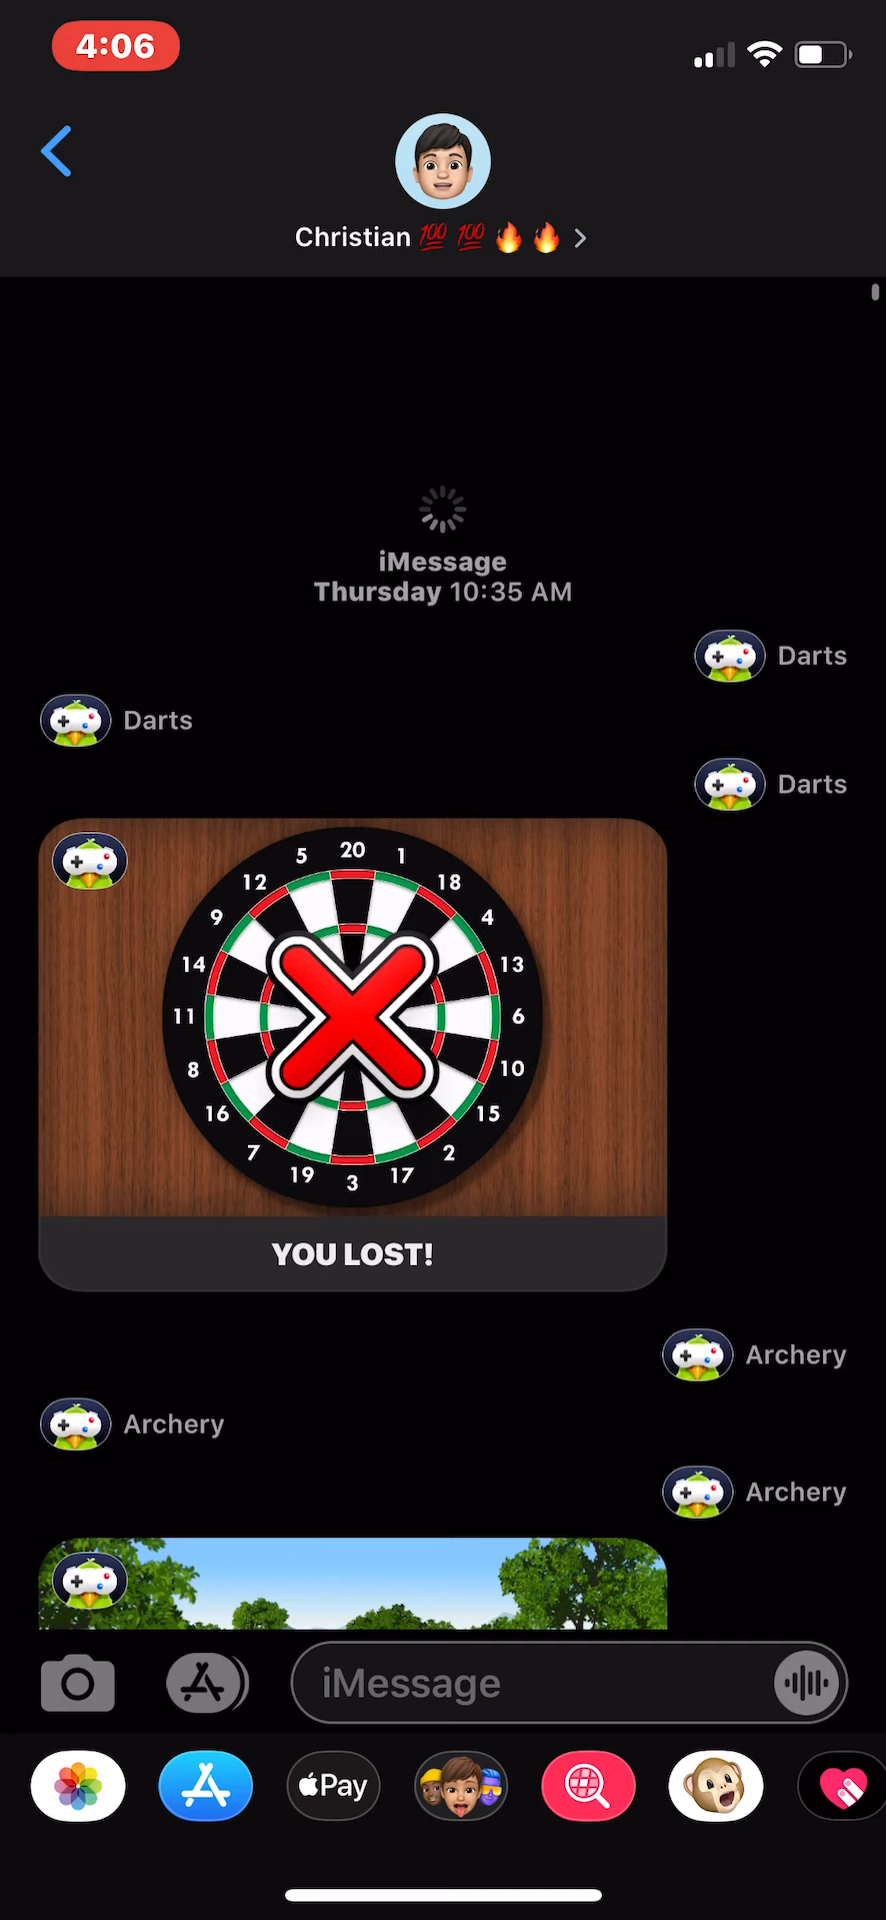 4:06
Christian 💯 💯 🔥 🔥
iMessage
Thursday 10:35 AM
Darts
Darts
Darts
20
5 1
12 18
9 4
14 13
11 6
8 10
16 15
7 2
19 17
3
YOU LOST!
Archery
Archery
Archery
iMessage
Pay